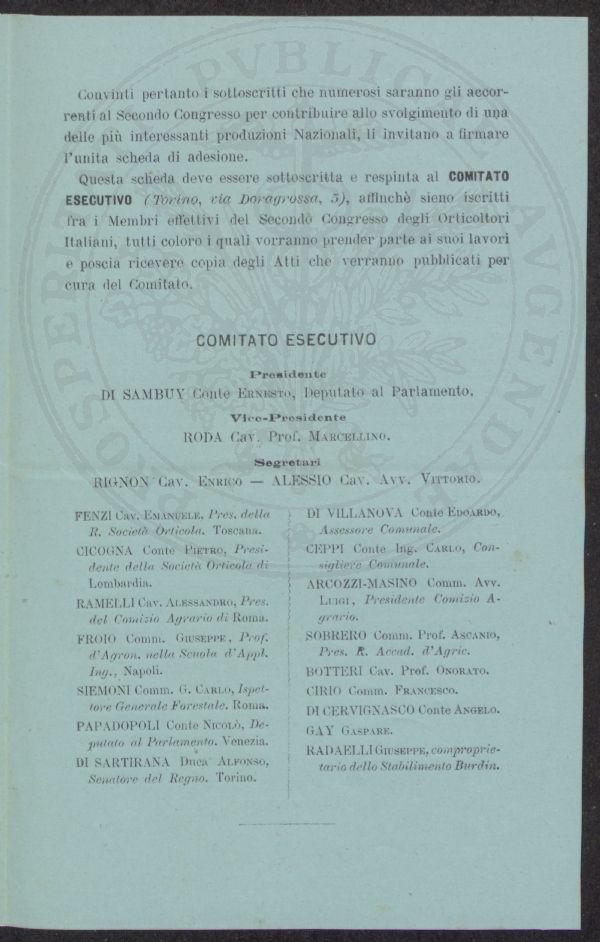 Convinti pertanto i sottoscritti che numerosi saranno gli accor-
renti al Secondo Congresso per contribuire allo svolgimento di una
delle più interessanti produzioni Nazionali, li invitano a firmare
l'unita scheda di adesione.
Questa scheda deve essere sottoscritta e respinta al COMITATO
ESECUTIVO (Torino, via Doragrossa, 5), affinchè sieno iscritti
fra i Membri effettivi del Secondo Congresso degli Orticoltori
Italiani, tutti coloro i quali vorranno prender parte ai suoi lavori
e poscia ricevere copia degli Atti che verranno pubblicati per
cura del Comitato.
COMITATO ESECUTIVO
Presidente
DI SAMBUY Conte ERNESTO, Deputato al Parlamento.
Vice-Presidente
RODA Cav. Prof. MARCELLINO.
Segretari
RIGNON Cav. ENRICO — ALESSIO Cav. Avv. VITTORIO.
FENZI Cav. EMANUELE, Pres. della
R. Società Orticola. Toscana.
CICOGNA Conte PIETRO, Presi-
dente della Società Orticola di
Lombardia.
RAMELLI Cav. ALESSANDRO, Pres.
del Comizio Agrario di Roma.
FROIO Comm. GIUSEPPE, Prof.
d'Agron. nella Scuola d'Appl.
Ing., Napoli.
SIEMONI Comm. G. CARLO, Ispet-
tore Generale Forestale. Roma.
PAPADOPOLI Conte NICOLÒ, De-
putato al Parlamento. Venezia.
DI SARTIRANA Duca ALFONSO,
Senatore del Regno. Torino.
DI VILLANOVA Conte EDOARDO,
Assessore Comunale.
CEPPI Conte Ing. CARLO, Con-
sigliere Comunale.
ARCOZZI-MASINO Comm. Avv.
LUIGI, Presidente Comizio A-
grario.
SOBRERO Comm. Prof. ASCANIO,
Pres. R. Accad. d'Agric.
BOTTERI Cav. Prof. ONORATO.
CIRIO Comm. FRANCESCO.
DI CERVIGNASCO Conte ANGELO.
GAY GASPARE.
RADAELLI GIUSEPPE, comproprie-
tario dello Stabilimento Burdin.
PVBLICAE AVGENDAE PROSPERITATI